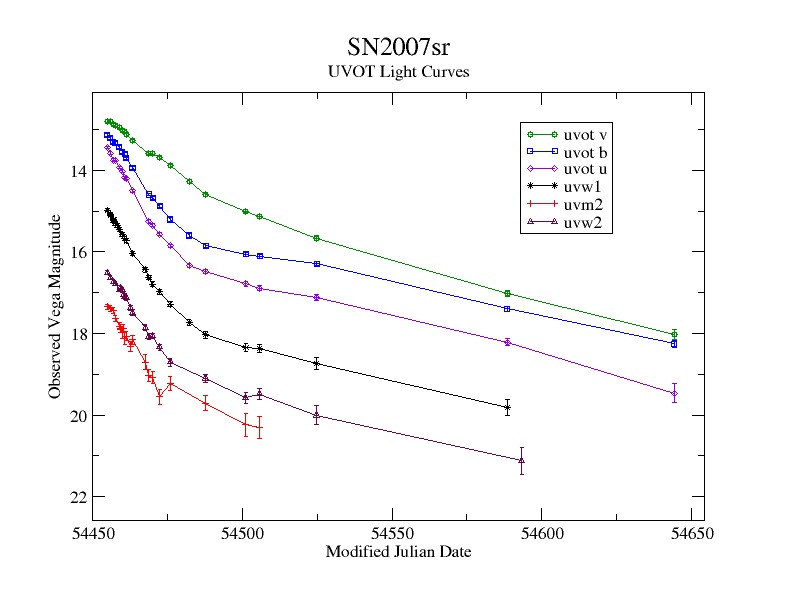 SN2007sr
UVOT Light Curves
uvot v
uvot b
uvot u
uvw1
uvm2
uvw2
Observed Vega Magnitude
14
16
18
20
22
54450 54500 54550 54600 54650
Modified Julian Date